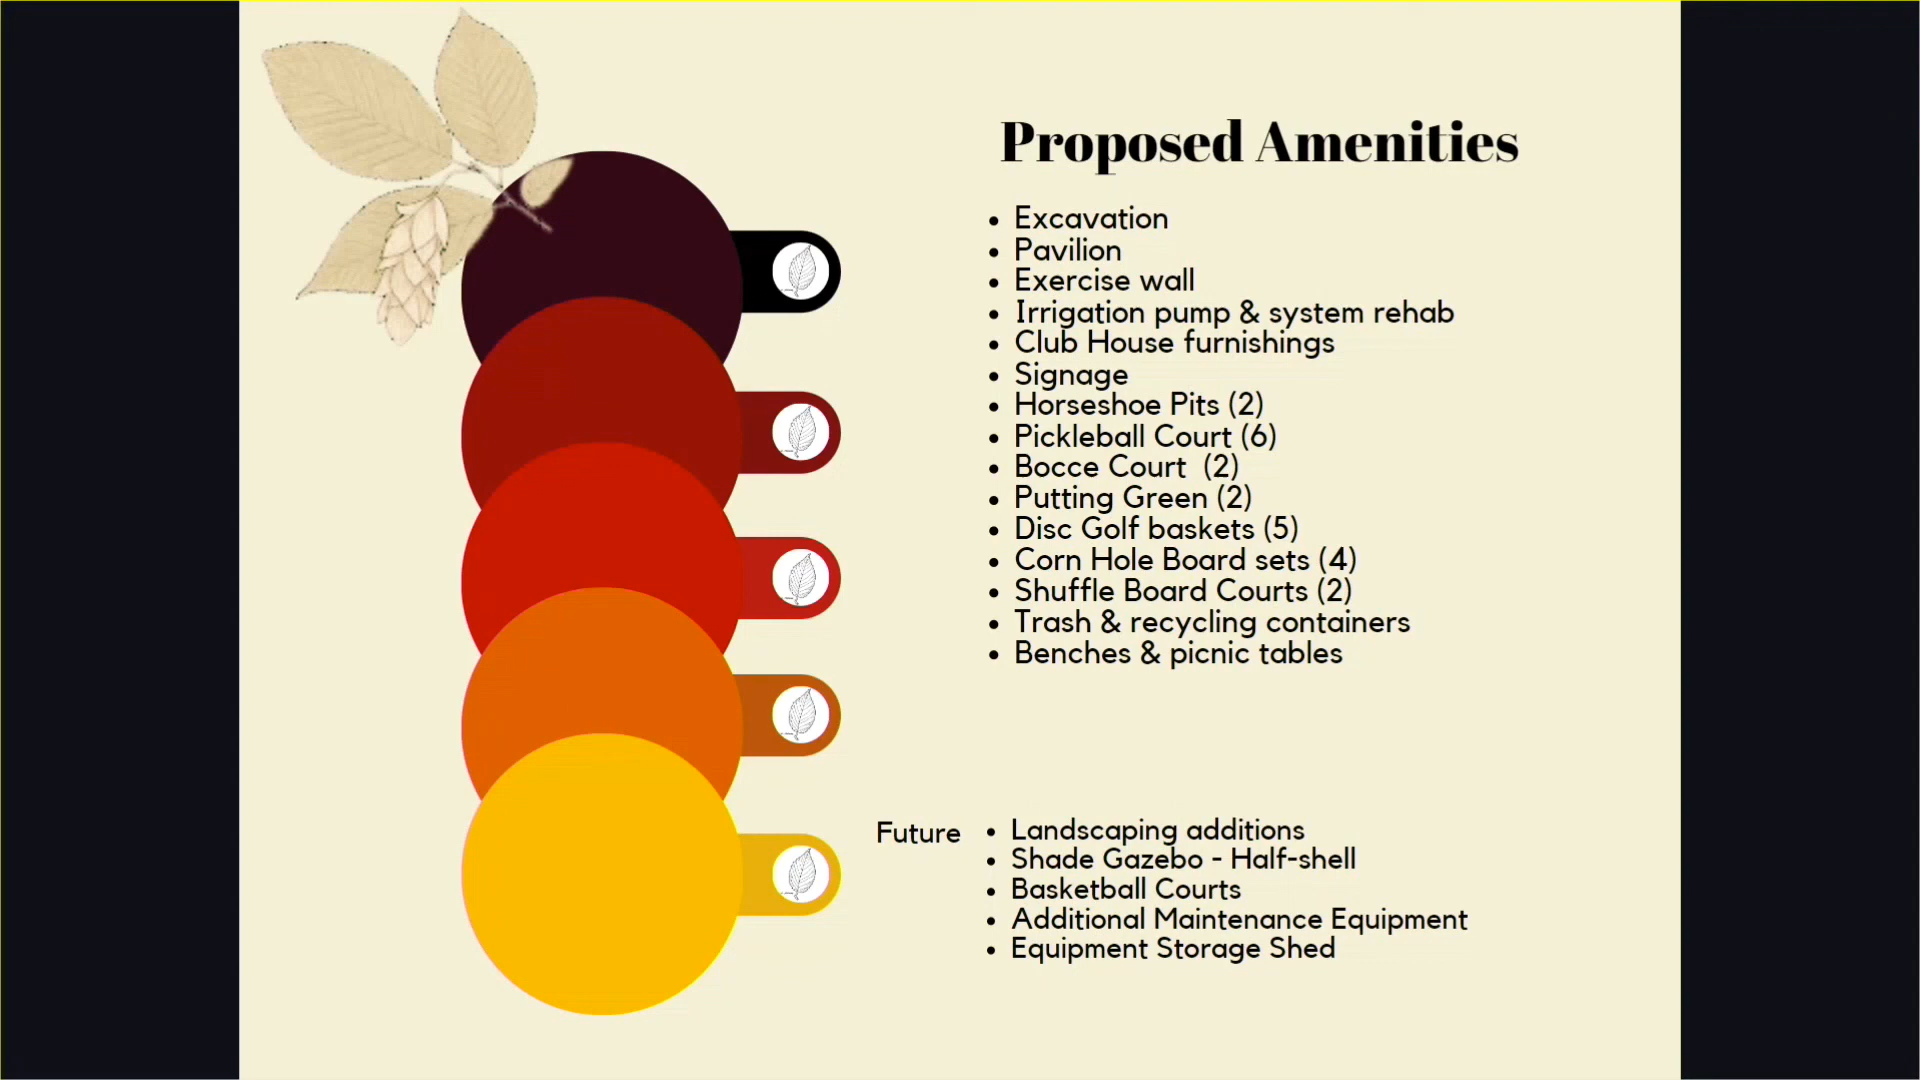 Proposed Amenities
• Excavation
• Pavilion
• Exercise wall
• Irrigation pump & system rehab
• Club House furnishings
• Signage
• Horseshoe Pits (2)
• Pickleball Court (6)
• Bocce Court  (2)
• Putting Green (2)
• Disc Golf baskets (5)
• Corn Hole Board sets (4)
• Shuffle Board Courts (2)
• Trash & recycling containers
• Benches & picnic tables
Future • Landscaping additions
• Shade Gazebo - Half-shell
• Basketball Courts
• Additional Maintenance Equipment
• Equipment Storage Shed